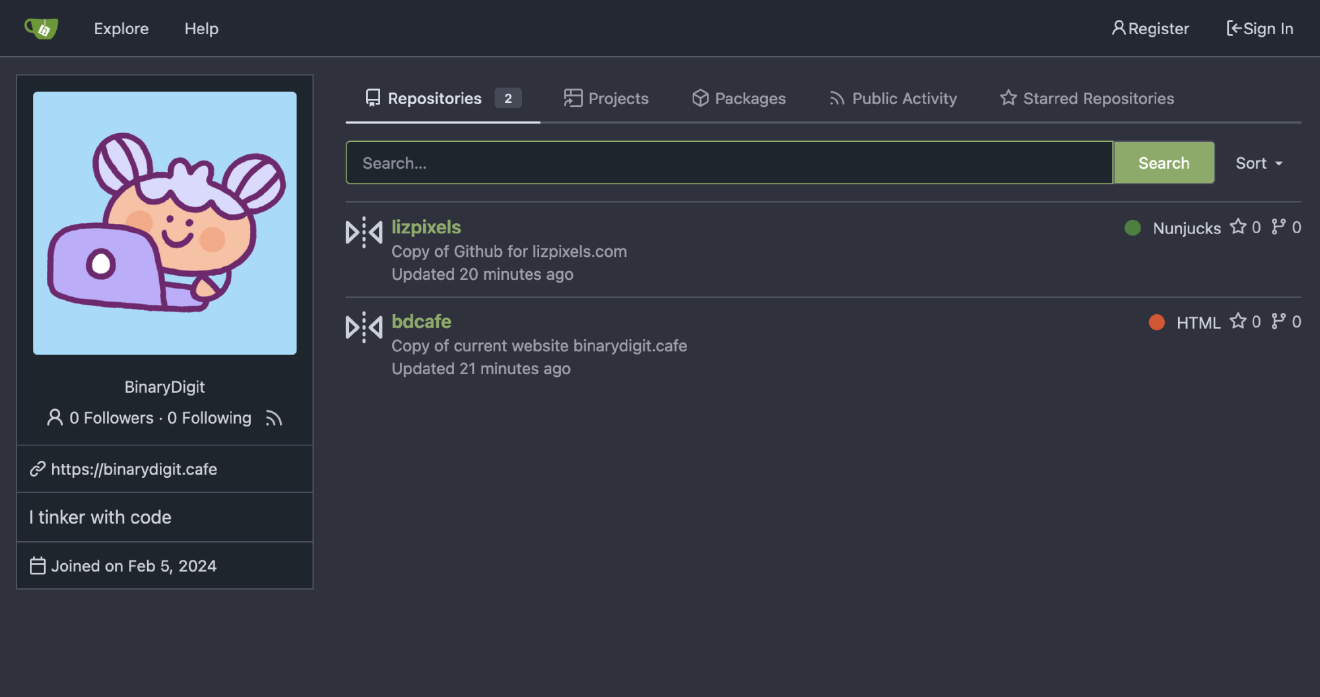 Explore Help Register Sign In
BinaryDigit
0 Followers · 0 Following
https://binarydigit.cafe
I tinker with code
Joined on Feb 5, 2024
Repositories 2 Projects Packages Public Activity Starred Repositories
Search... Search Sort
lizpixels Nunjucks 0 0
Copy of Github for lizpixels.com
Updated 20 minutes ago
bdcafe HTML 0 0
Copy of current website binarydigit.cafe
Updated 21 minutes ago